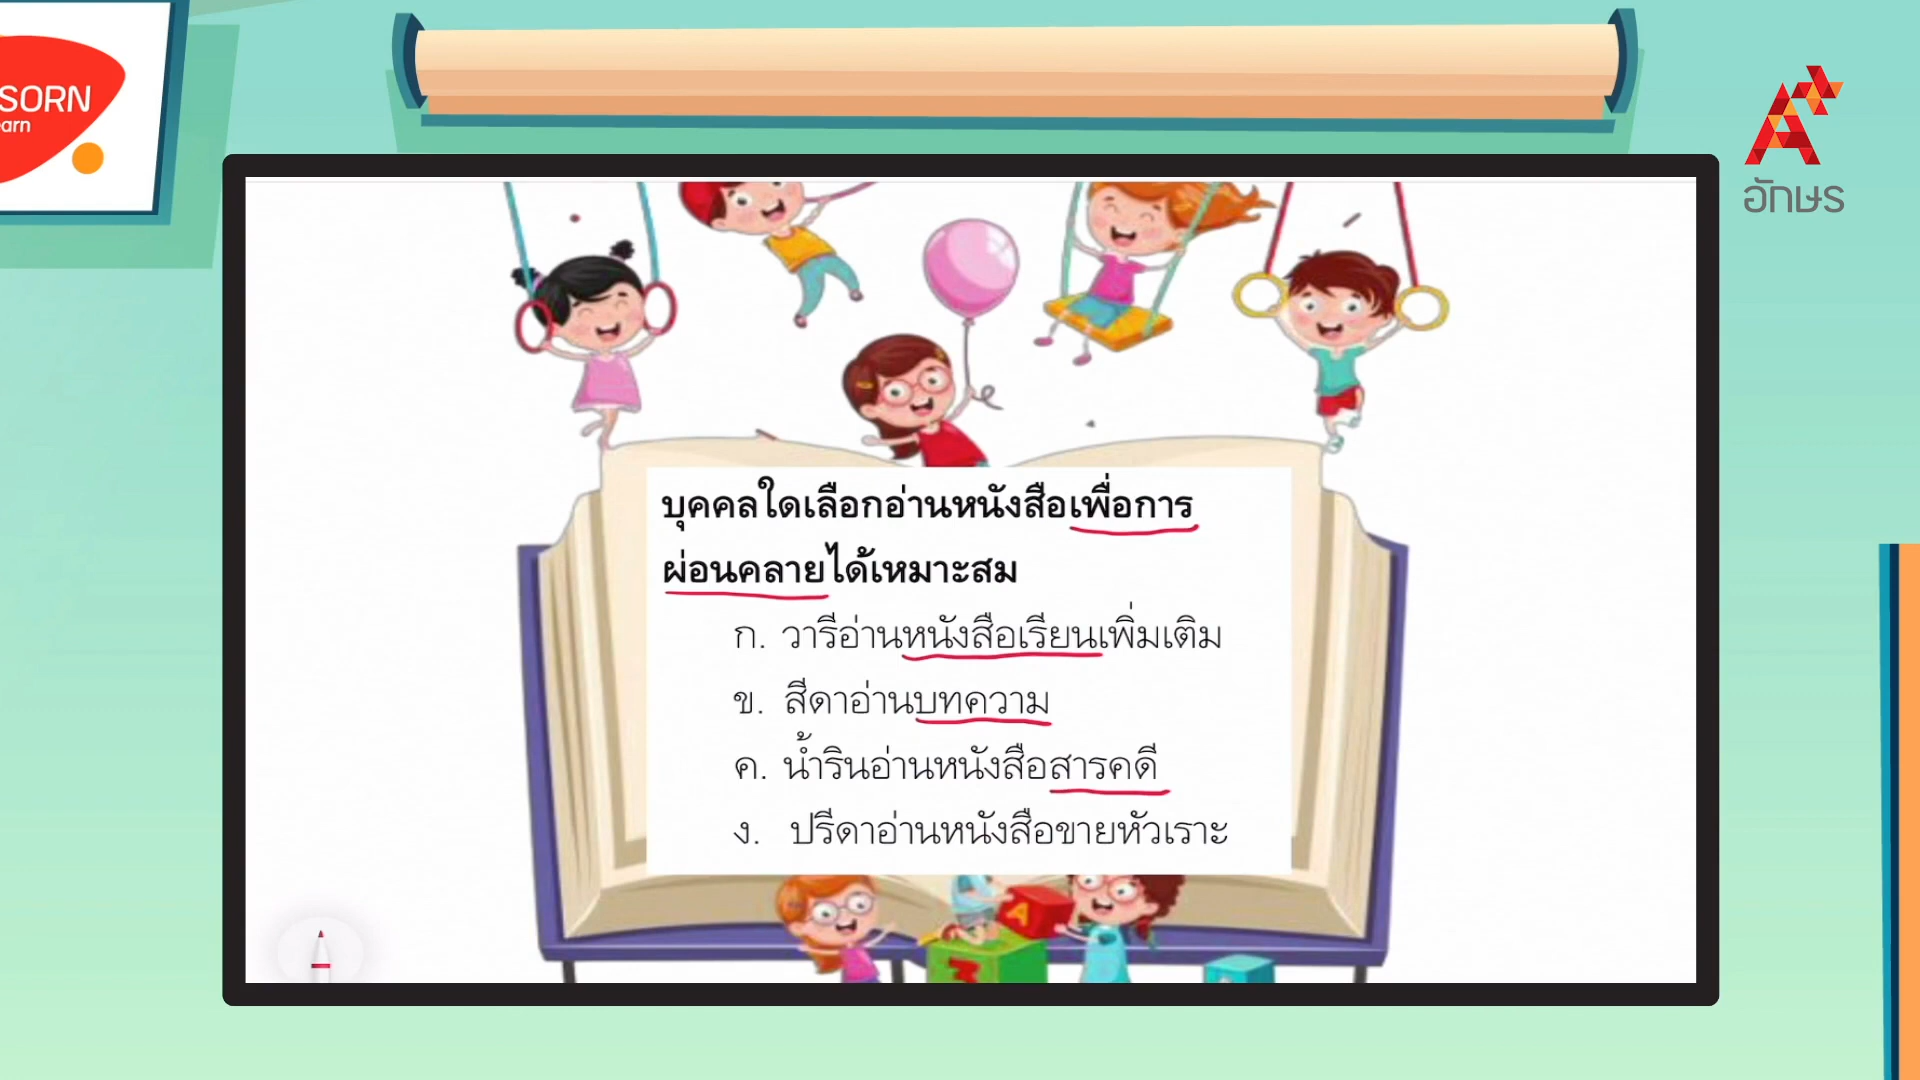 SORN
arn
อักษร
บุคคลใดเลือกอ่านหนังสือเพื่อการ
ผ่อนคลายได้เหมาะสม
ก. วารีอ่านหนังสือเรียนเพิ่มเติม
ข. สีดาอ่านบทความ
ค. น้ำรินอ่านหนังสือสารคดี
ง. ปรีดาอ่านหนังสือขายหัวเราะ
A